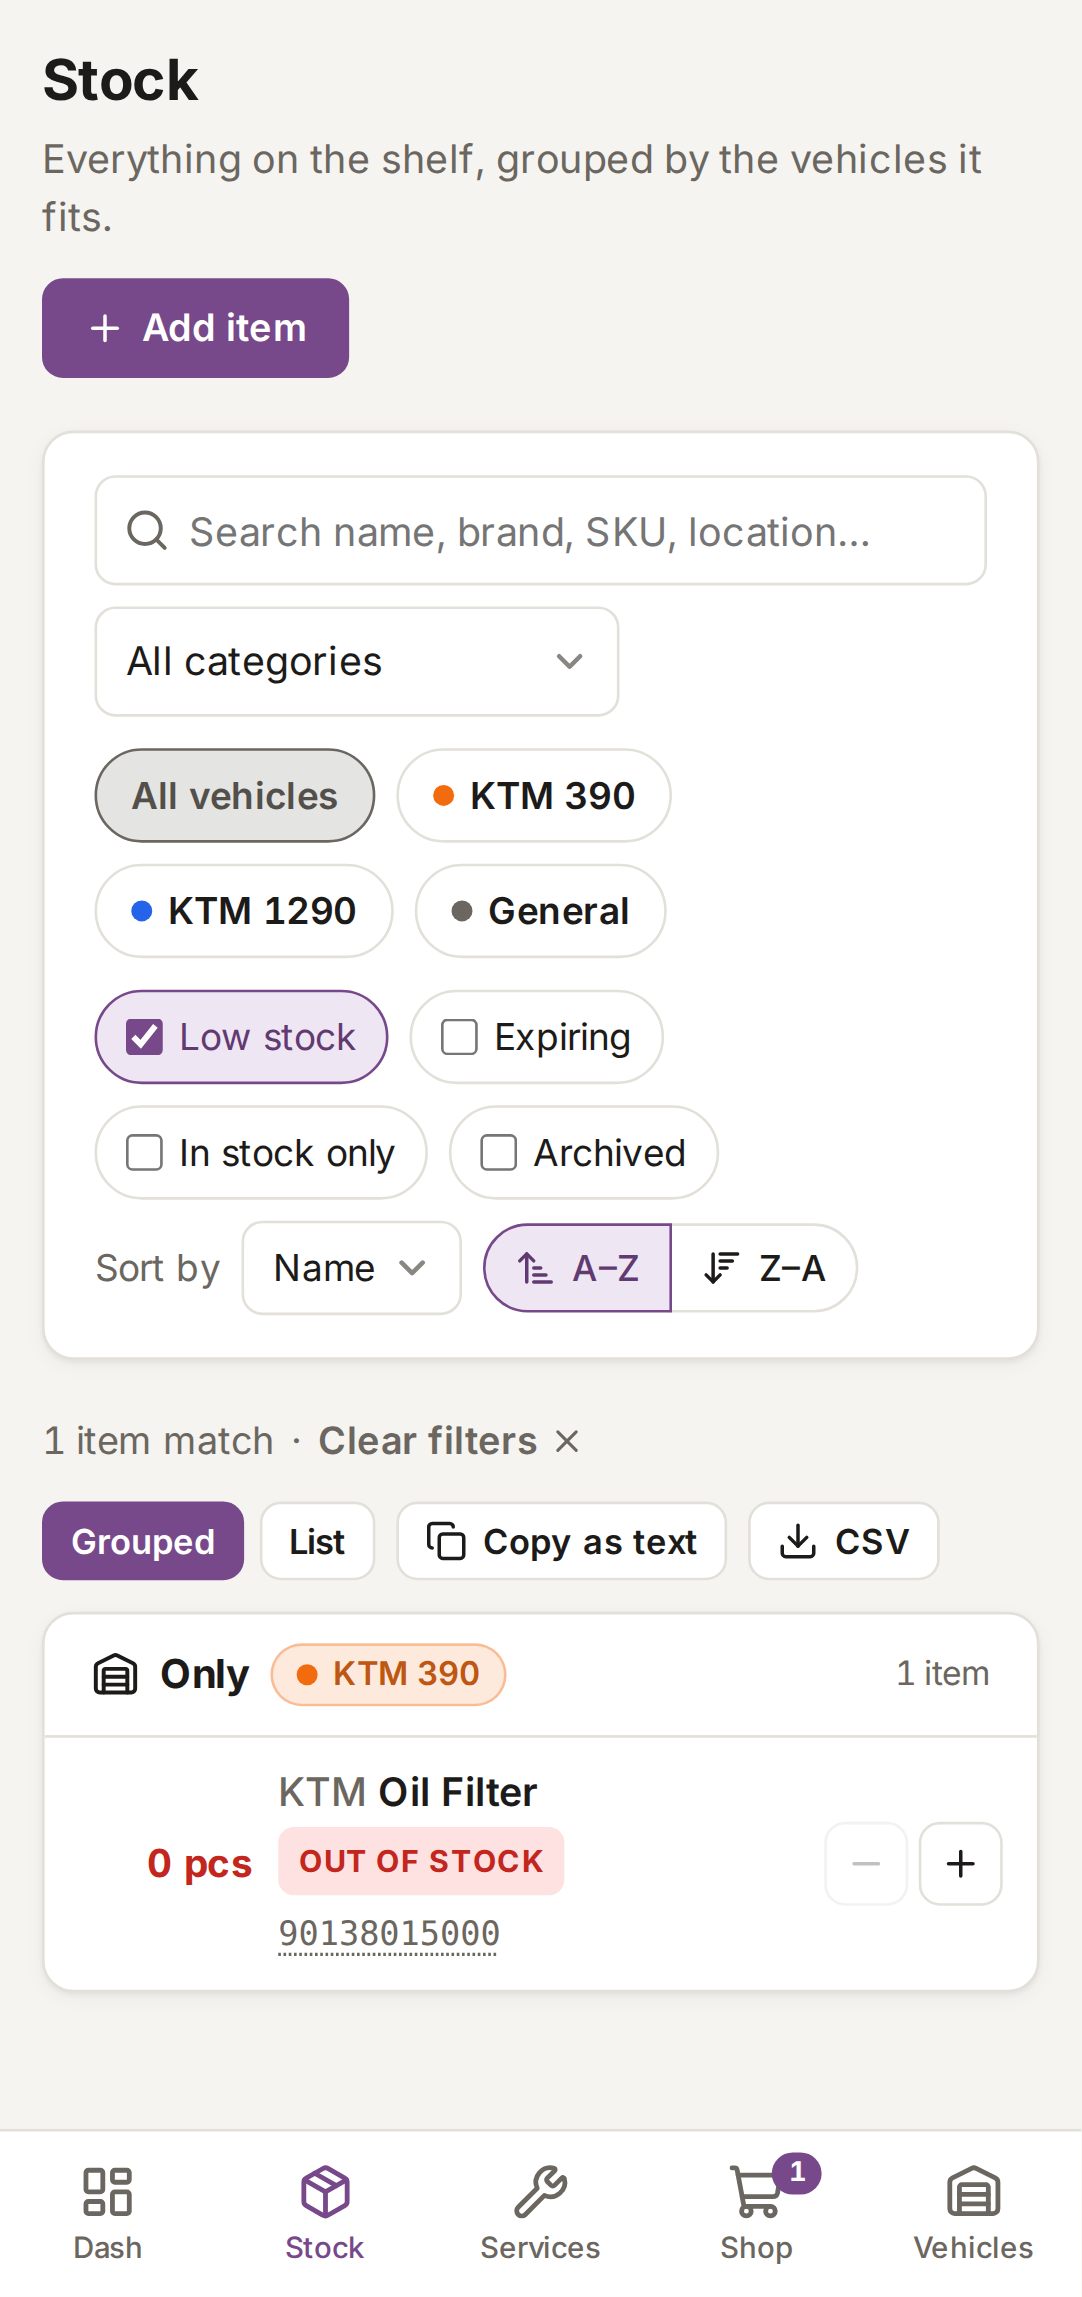 Stock
Everything on the shelf, grouped by the vehicles it
fits.
Add item
Search name, brand, SKU, location...
All categories
All vehicles
KTM 390
KTM 1290
General
Low stock
Expiring
In stock only
Archived
Sort by
Name
A–Z
Z–A
1 item match · Clear filters
Grouped
List
Copy as text
CSV
Only
KTM 390
1 item
KTM Oil Filter
0 pcs
OUT OF STOCK
90138015000
Dash
Stock
Services
1
Shop
Vehicles